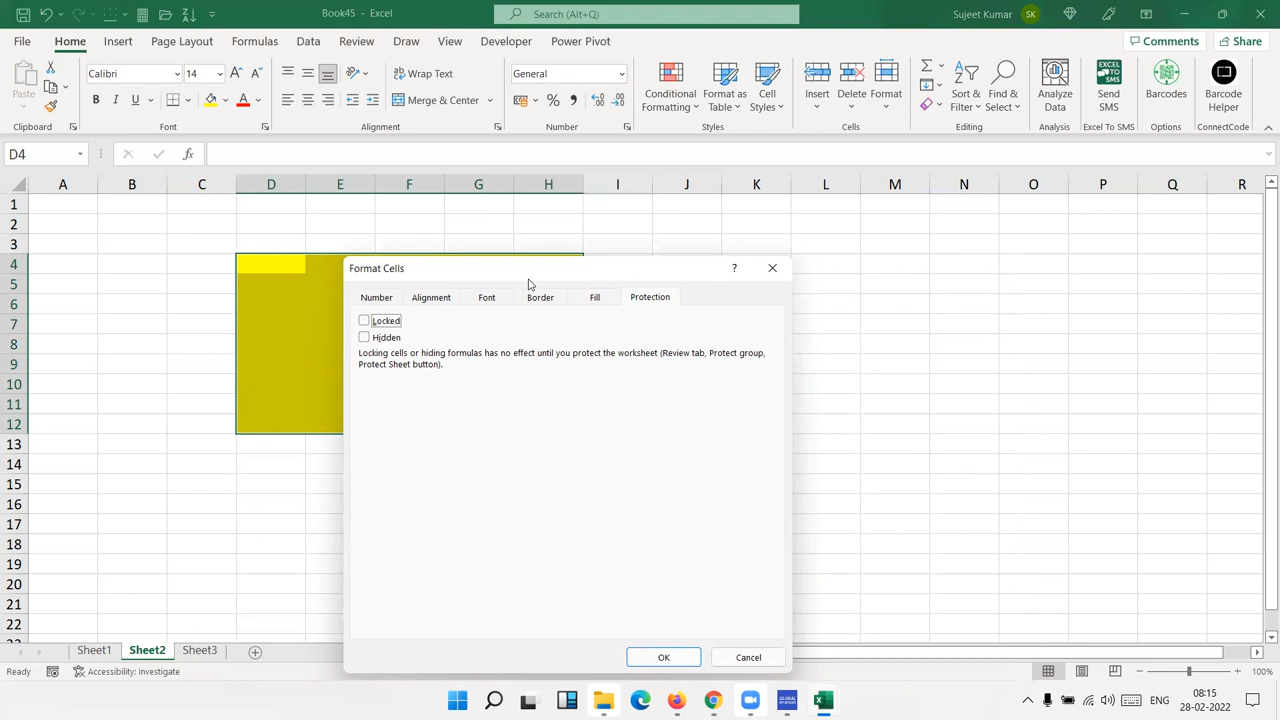 Book45 - Excel
Search (Alt+Q)
Sujeet Kumar
SK
File Home Insert Page Layout Formulas Data Review Draw View Developer Power Pivot
Comments Share
Paste
Calibri 14
B I U A
Wrap Text
Merge & Center
General
%
Conditional Formatting
Format as Table
Cell Styles
Insert Delete Format
Sort & Filter
Find & Select
Analyze Data
Send SMS
Barcodes
Barcode Helper
Clipboard Font Alignment Number Styles Cells Editing Analysis Excel To SMS Options ConnectCode
D4
fx
A B C D E F G H I J K L M N O P Q R
1
2
3
4
5
6
7
8
9
10
11
12
13
14
15
16
17
18
19
20
21
22
Format Cells
?
Number Alignment Font Border Fill Protection
Locked
Hidden
Locking cells or hiding formulas has no effect until you protect the worksheet (Review tab, Protect group,
Protect Sheet button).
OK Cancel
Sheet1 Sheet2 Sheet3
Ready
Accessibility: Investigate
100%
ENG
08:15
28-02-2022